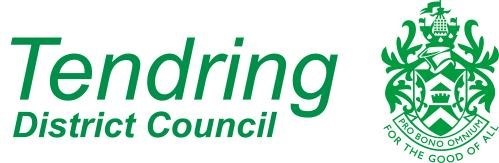 Tendring
District Council
PRO BONO OMNIUM
FOR THE GOOD OF ALL